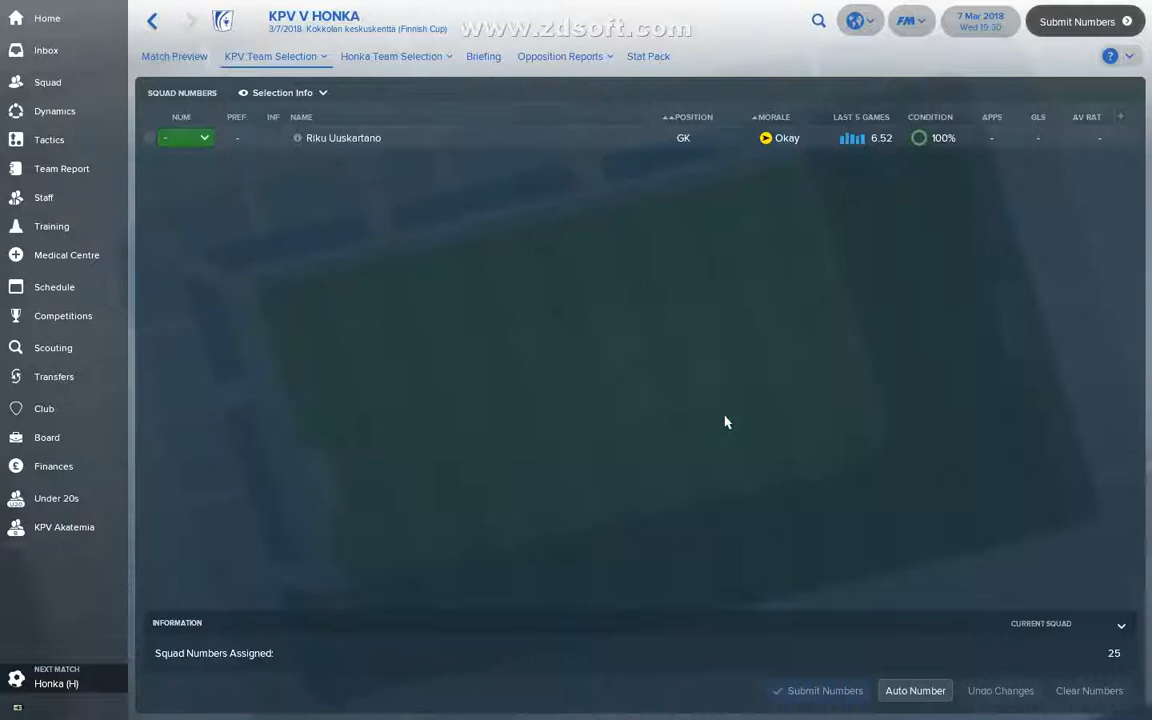 Home
Inbox
Squad
Dynamics
Tactics
Team Report
Staff
Training
Medical Centre
Schedule
Competitions
Scouting
Transfers
Club
Board
Finances
U20
Under 20s
B
KPV Akatemia
NEXT MATCH
Honka (H)
KPV V HONKA
3/7/2018. Kokkolan keskuskenttä (Finnish Cup)
www.zdsoft.com
FM
7 Mar 2018
Wed 19:30
Submit Numbers
Match Preview KPV Team Selection Honka Team Selection Briefing Opposition Reports Stat Pack
?
SQUAD NUMBERS Selection Info
NUM PREF. INF NAME POSITION MORALE LAST 5 GAMES CONDITION APPS GLS AV RAT +
- - Riku Uuskartano GK Okay 6.52 100% - - -
INFORMATION CURRENT SQUAD
Squad Numbers Assigned: 25
Submit Numbers Auto Number Undo Changes Clear Numbers